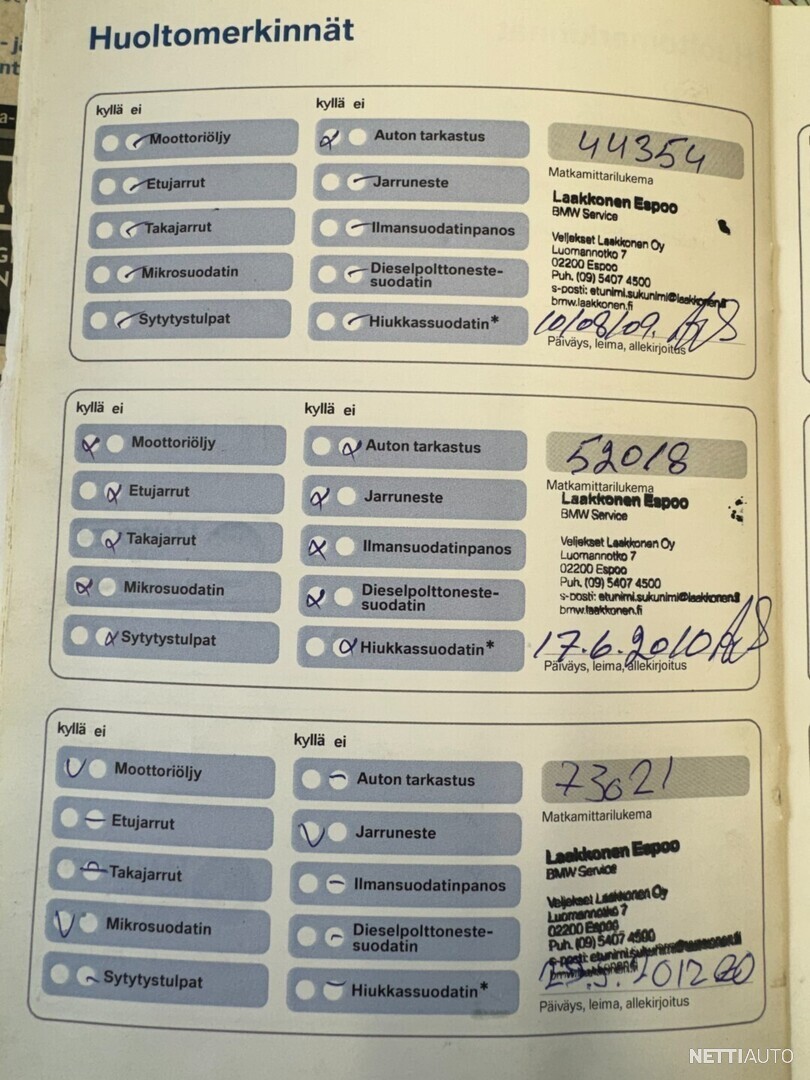 Huoltomerkinnät
kyllä ei
kyllä ei
Moottoriöljy
Auton tarkastus
Etujarrut
Jarruneste
Takajarrut
Ilmansuodatinpanos
Mikrosuodatin
Dieselpolttoneste-
suodatin
Sytytystulpat
Hiukkassuodatin*
44354
Matkamittarilukema
Laakkonen Espoo
BMW Service
Veljekset Laakkonen Oy
Luomannotko 7
02200 Espoo
Puh. (09) 5407 4500
s-posti: etunimi.sukunimi@laakkonen.fi
bmw.laakkonen.fi
10/08/09.
Päiväys, leima, allekirjoitus
kyllä ei
kyllä ei
Moottoriöljy
Auton tarkastus
Etujarrut
Jarruneste
Takajarrut
Ilmansuodatinpanos
Mikrosuodatin
Dieselpolttoneste-
suodatin
Sytytystulpat
Hiukkassuodatin*
52018
Matkamittarilukema
Laakkonen Espoo
BMW Service
Veljekset Laakkonen Oy
Luomannotko 7
02200 Espoo
Puh. (09) 5407 4500
s-posti: etunimi.sukunimi@laakkonen.fi
bmw.laakkonen.fi
17.6.2010
Päiväys, leima, allekirjoitus
kyllä ei
kyllä ei
Moottoriöljy
Auton tarkastus
Etujarrut
Jarruneste
Takajarrut
Ilmansuodatinpanos
Mikrosuodatin
Dieselpolttoneste-
suodatin
Sytytystulpat
Hiukkassuodatin*
73021
Matkamittarilukema
Laakkonen Espoo
BMW Service
Veljekset Laakkonen Oy
Luomannotko 7
02200 Espoo
Puh. (09) 5407 4500
Päiväys, leima, allekirjoitus
NETTIAUTO